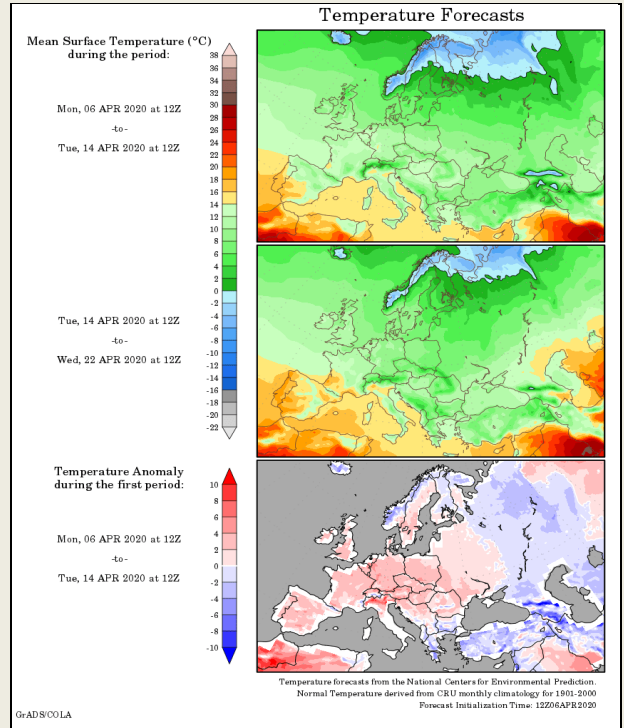 Temperature Forecasts
Mean Surface Temperature (°C)
during the period:
Mon, 06 APR 2020 at 12Z
-to-
Tue, 14 APR 2020 at 12Z
38
36
34
32
30
28
26
24
22
20
18
16
14
12
10
8
6
4
2
0
-2
-4
-6
-8
-10
-12
-14
-16
-18
-20
-22
Tue, 14 APR 2020 at 12Z
-to-
Wed, 22 APR 2020 at 12Z
Temperature Anomaly
during the first period:
Mon, 06 APR 2020 at 12Z
-to-
Tue, 14 APR 2020 at 12Z
10
8
6
4
2
0
-2
-4
-6
-8
-10
Temperature forecasts from the National Centers for Environmental Prediction.
Normal Temperature derived from CRU monthly climatology for 1901-2000
Forecast Initialization Time: 12Z06APR2020
GrADS/COLA